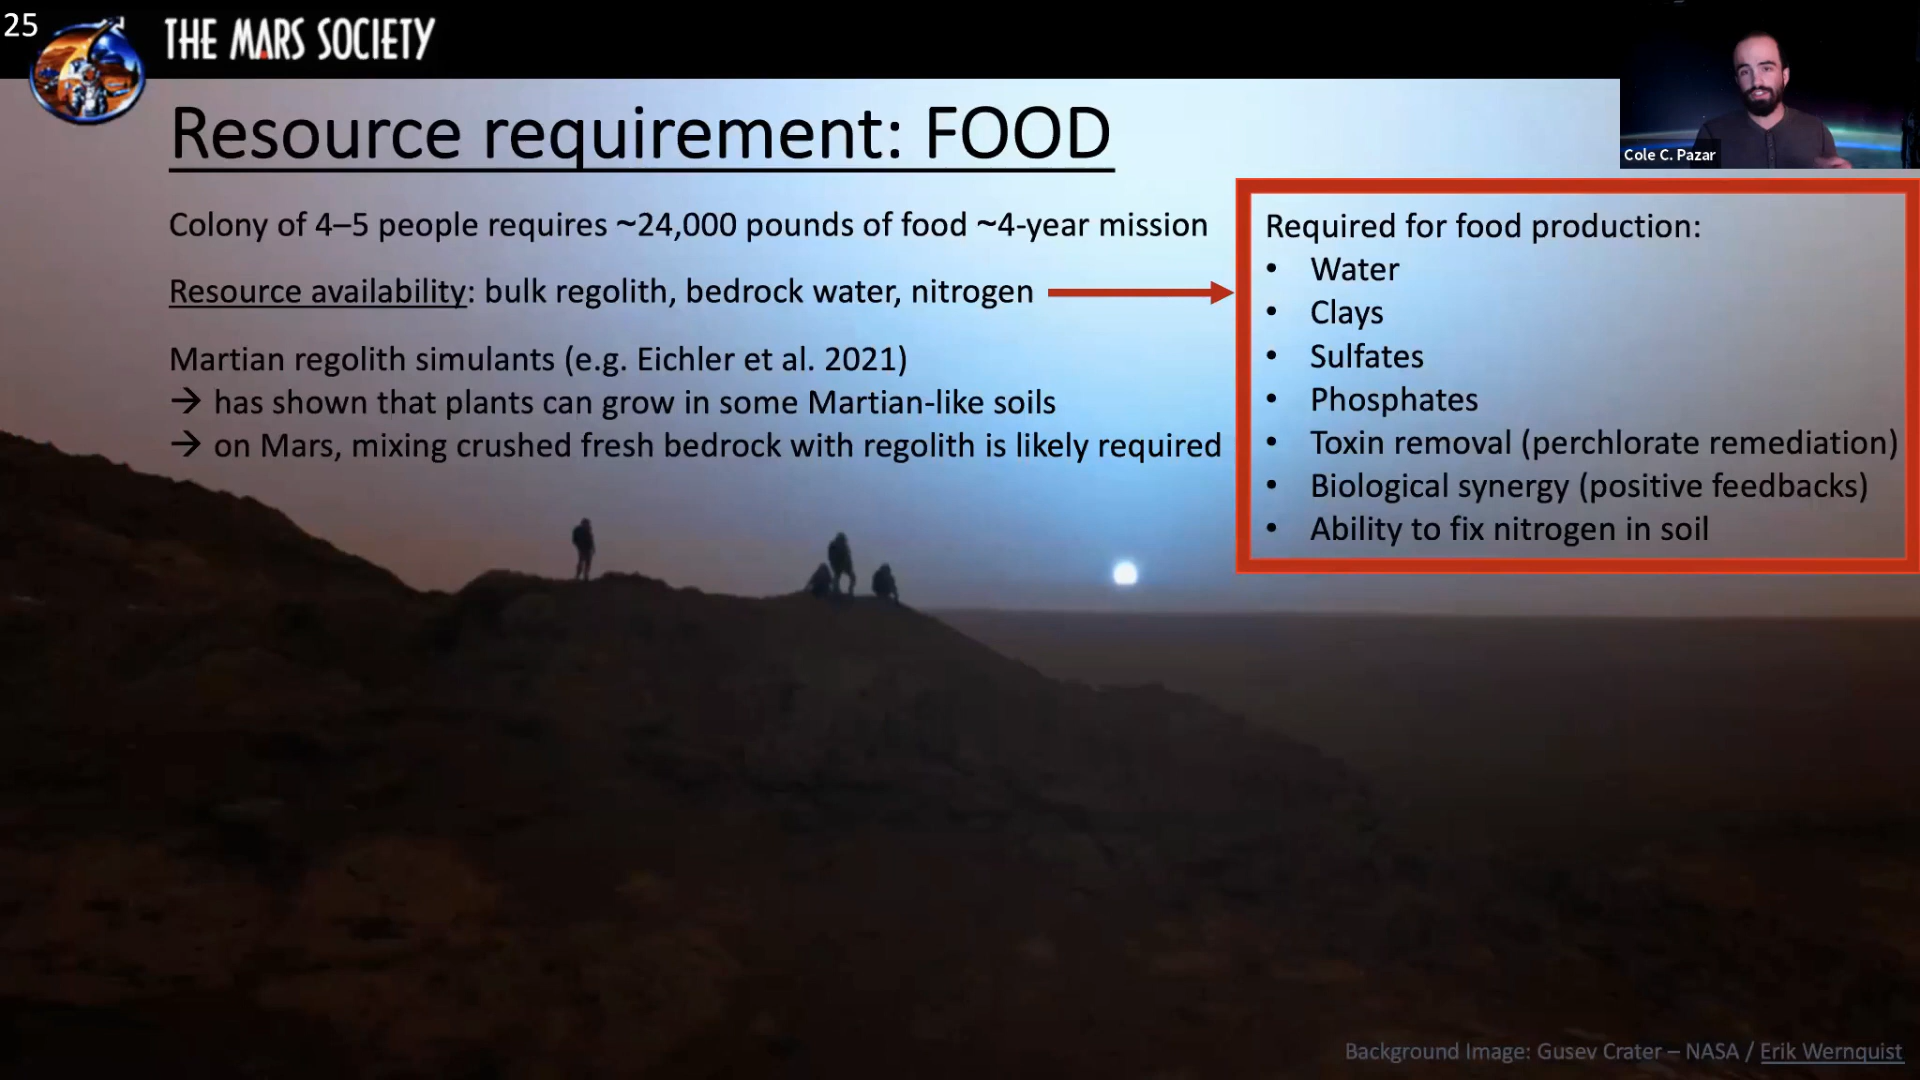 25
THE MARS SOCIETY
Cole C. Pazar
Resource requirement: FOOD
Colony of 4–5 people requires ~24,000 pounds of food ~4-year mission
Resource availability: bulk regolith, bedrock water, nitrogen
Martian regolith simulants (e.g. Eichler et al. 2021)
→ has shown that plants can grow in some Martian-like soils
→ on Mars, mixing crushed fresh bedrock with regolith is likely required
Required for food production:
• Water
• Clays
• Sulfates
• Phosphates
• Toxin removal (perchlorate remediation)
• Biological synergy (positive feedbacks)
• Ability to fix nitrogen in soil
Background Image: Gusev Crater – NASA / Erik Wernquist